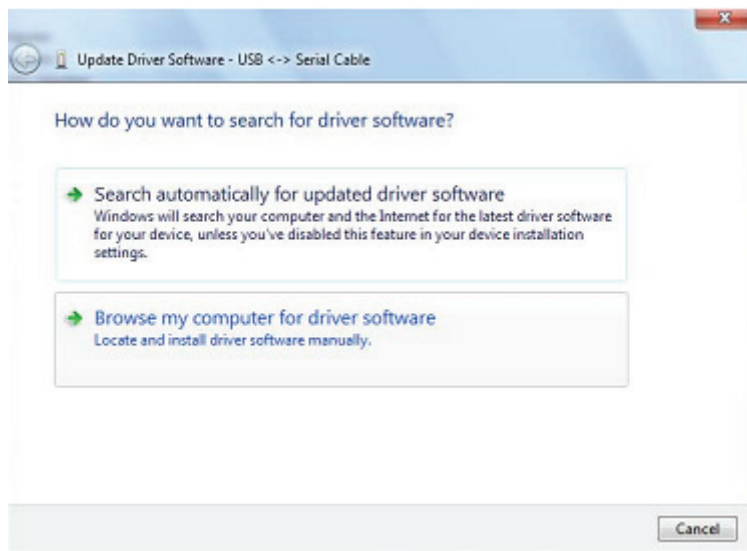 Update Driver Software - USB <-> Serial Cable
How do you want to search for driver software?
Search automatically for updated driver software
Windows will search your computer and the Internet for the latest driver software
for your device, unless you've disabled this feature in your device installation
settings.
Browse my computer for driver software
Locate and install driver software manually.
Cancel